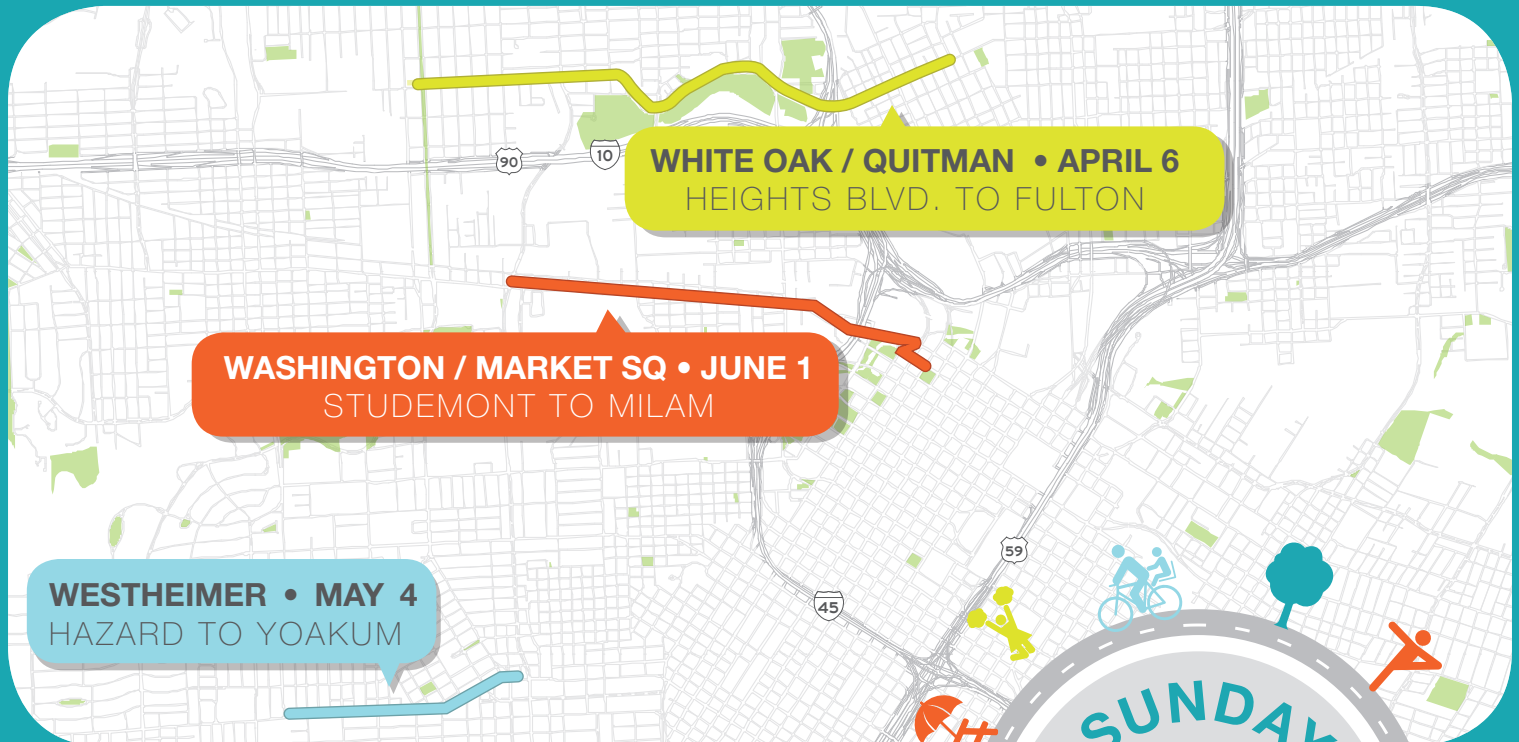 90
10
WHITE OAK / QUITMAN • APRIL 6
HEIGHTS BLVD. TO FULTON
WASHINGTON / MARKET SQ • JUNE 1
STUDEMONT TO MILAM
59
WESTHEIMER • MAY 4
HAZARD TO YOAKUM
45
SUNDAY